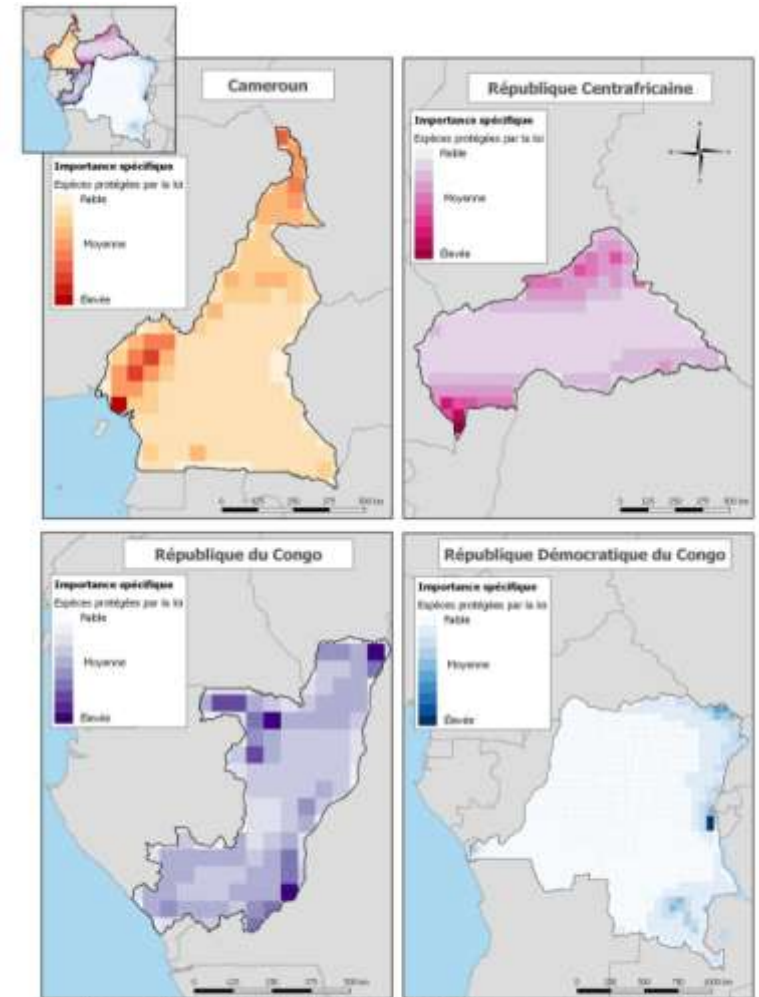 Cameroun
Importance spécifique
Espèces protégées par la loi
Faible
Moyenne
Élevée
République Centrafricaine
Importance spécifique
Espèces protégées par la loi
Faible
Moyenne
Élevée
République du Congo
Importance spécifique
Espèces protégées par la loi
Faible
Moyenne
Élevée
République Démocratique du Congo
Importance spécifique
Espèces protégées par la loi
Faible
Moyenne
Élevée